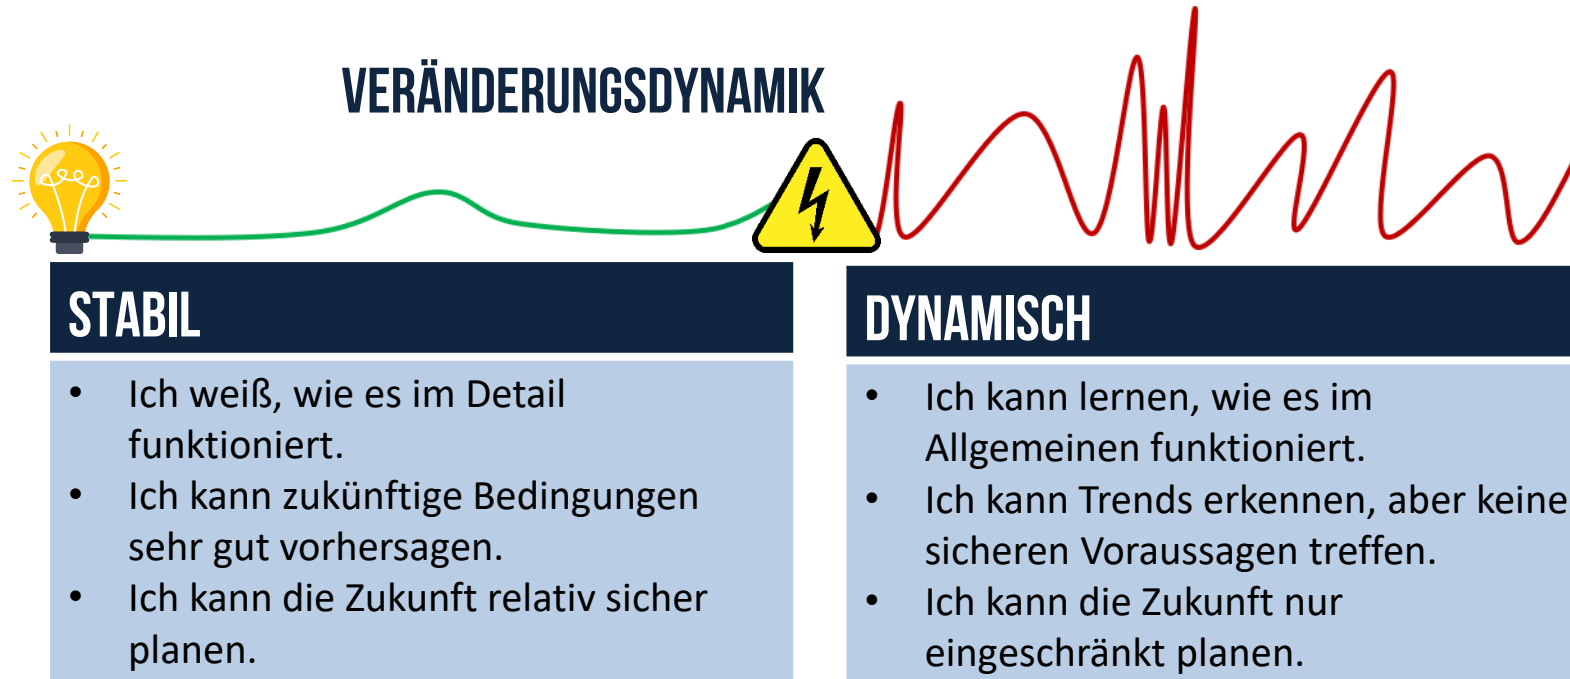 VERÄNDERUNGSDYNAMIK
STABIL
• Ich weiß, wie es im Detail
funktioniert.
• Ich kann zukünftige Bedingungen
sehr gut vorhersagen.
• Ich kann die Zukunft relativ sicher
planen.
DYNAMISCH
• Ich kann lernen, wie es im
Allgemeinen funktioniert.
• Ich kann Trends erkennen, aber keine
sicheren Voraussagen treffen.
• Ich kann die Zukunft nur
eingeschränkt planen.